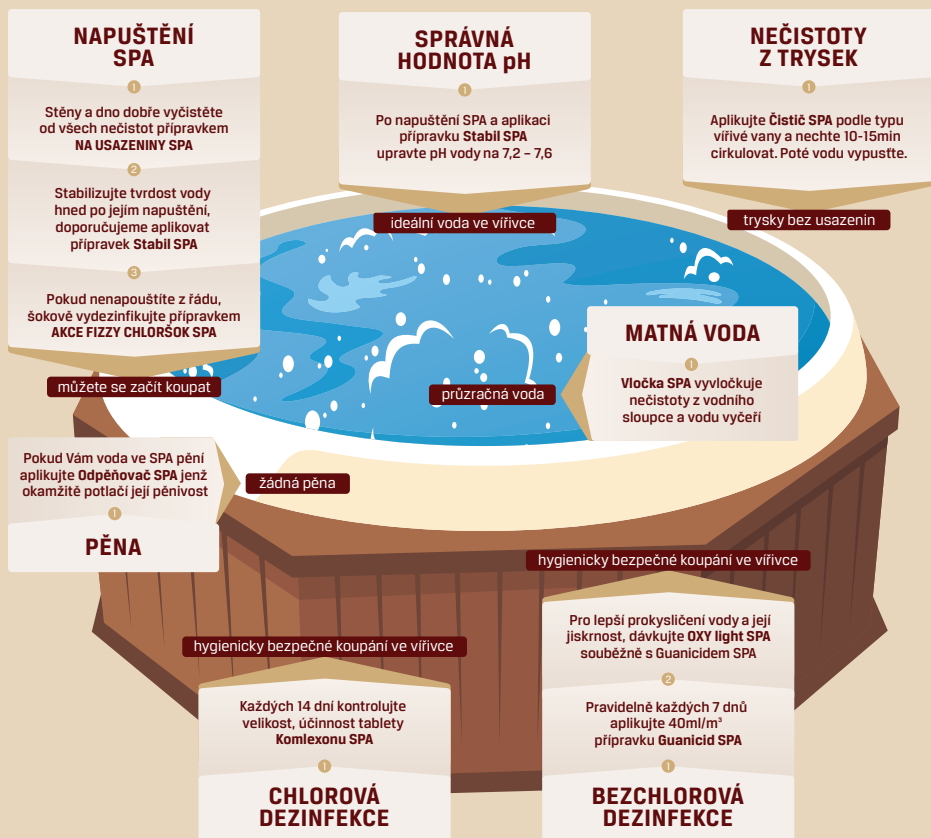 NAPUŠTĚNÍ
SPA
1
Stěny a dno dobře vyčistěte
od všech nečistot přípravkem
NA USAZENINY SPA
2
Stabilizujte tvrdost vody
hned po jejím napuštění,
doporučujeme aplikovat
přípravek Stabil SPA
3
Pokud nenapouštíte z řádu,
šokově vydezinfikujte přípravkem
AKCE FIZZY CHLORŠOK SPA
můžete se začít koupat
SPRÁVNÁ
HODNOTA pH
1
Po napuštění SPA a aplikaci
přípravku Stabil SPA
upravte pH vody na 7,2 – 7,6
ideální voda ve vířivce
NEČISTOTY
Z TRYSEK
1
Aplikujte Čistič SPA podle typu
vířivé vany a nechte 10-15min
cirkulovat. Poté vodu vypusťte.
trysky bez usazenin
MATNÁ VODA
1
Vločka SPA vyvločkuje
nečistoty z vodního
sloupce a vodu vyčeří
průzračná voda
Pokud Vám voda ve SPA pění
aplikujte Odpěňovač SPA jenž
okamžitě potlačí její pěnivost
1
PĚNA
žádná pěna
hygienicky bezpečné koupání ve vířivce
Každých 14 dní kontrolujte
velikost, účinnost tablety
Komlexonu SPA
1
CHLOROVÁ
DEZINFEKCE
hygienicky bezpečné koupání ve vířivce
Pro lepší prokysličení vody a její
jiskrnost, dávkujte OXY light SPA
souběžně s Guanicidem SPA
2
Pravidelně každých 7 dnů
aplikujte 40ml/m³
přípravku Guanicid SPA
1
BEZCHLOROVÁ
DEZINFEKCE